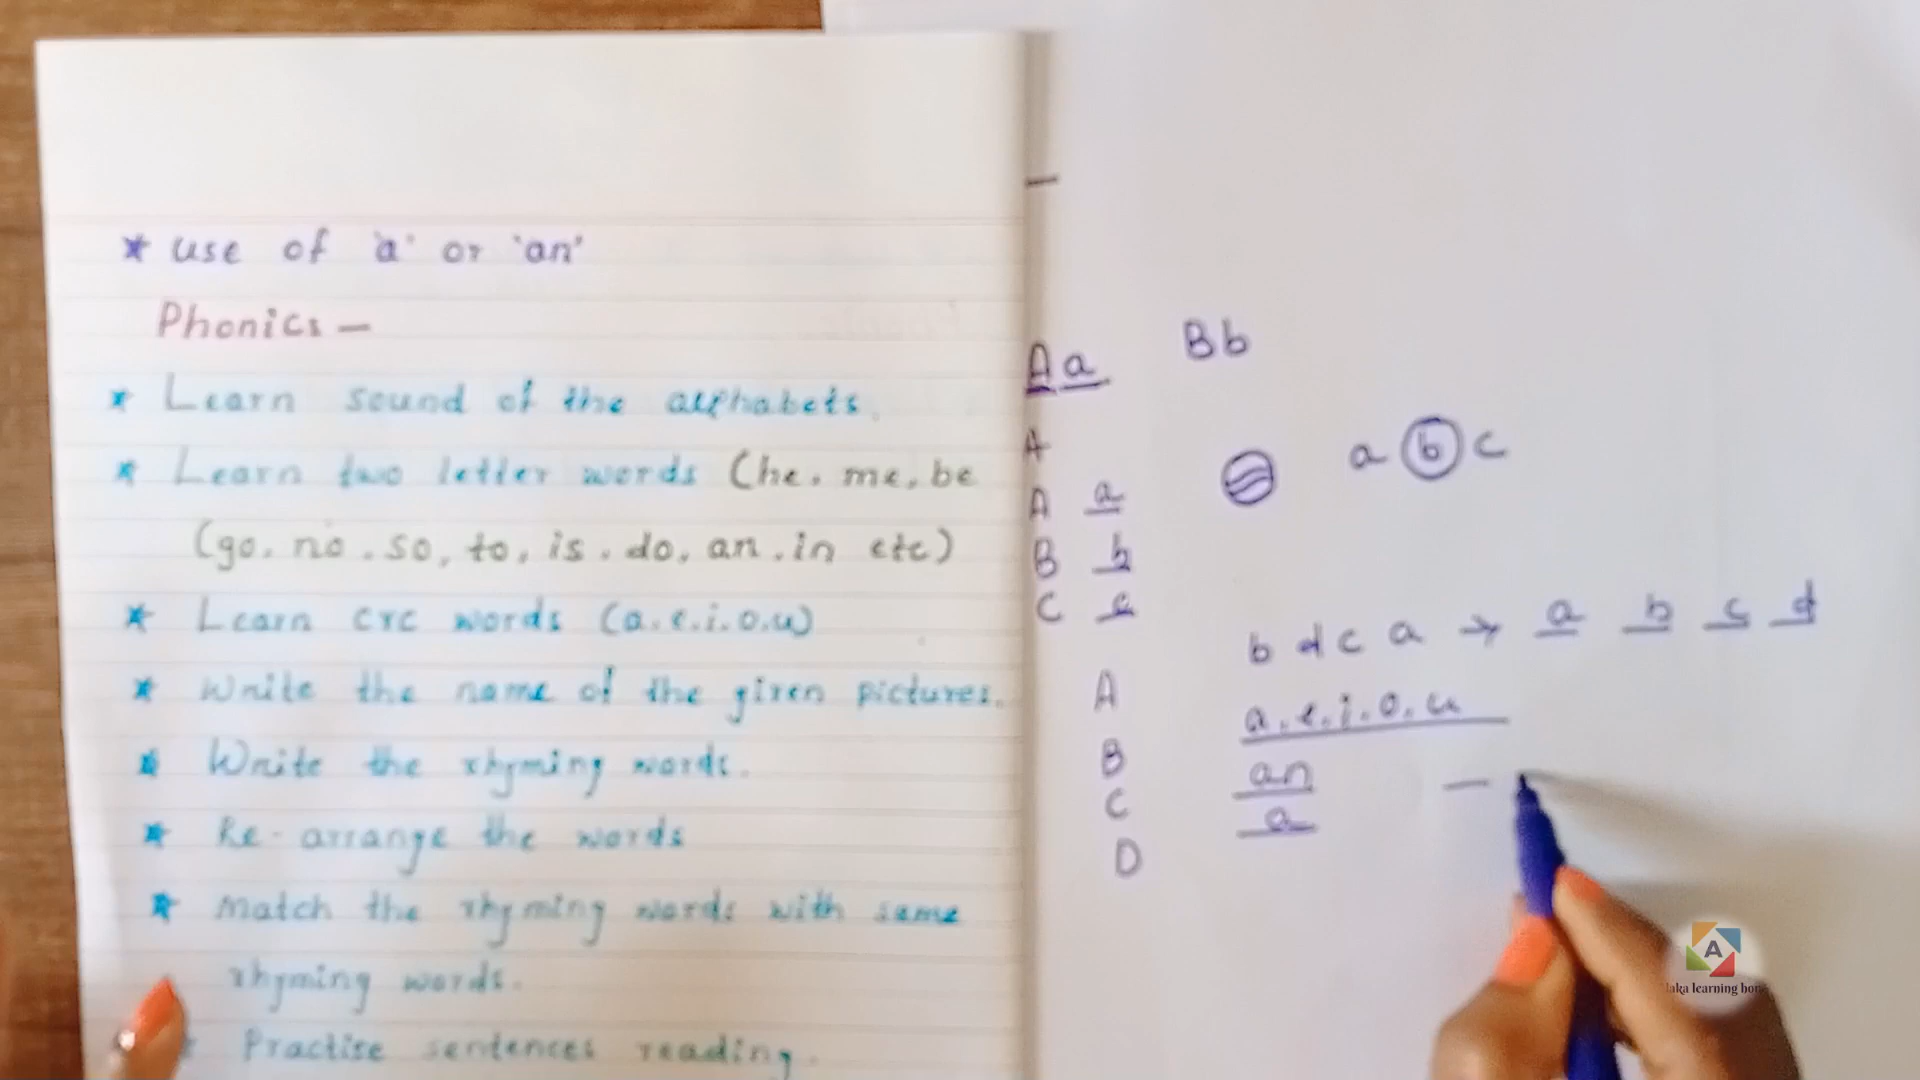 * use of 'a' or 'an'
Phonics —
* Learn sound of the alphabets.
* Learn two letter words (he, me, be
(go, no, so, to, is, do, an, in etc)
* Learn cvc words (a.e.i.o.u)
* Write the name of the given pictures.
* Write the rhyming words.
* Re-arrange the words
* Match the rhyming words with same
rhyming words.
* Practise sentences reading.
Aa Bb
A
A a
B b
C c
a b c
b d c a → a b c d
a.e.i.o.u
an —
a
A
B
C
D
A
learning